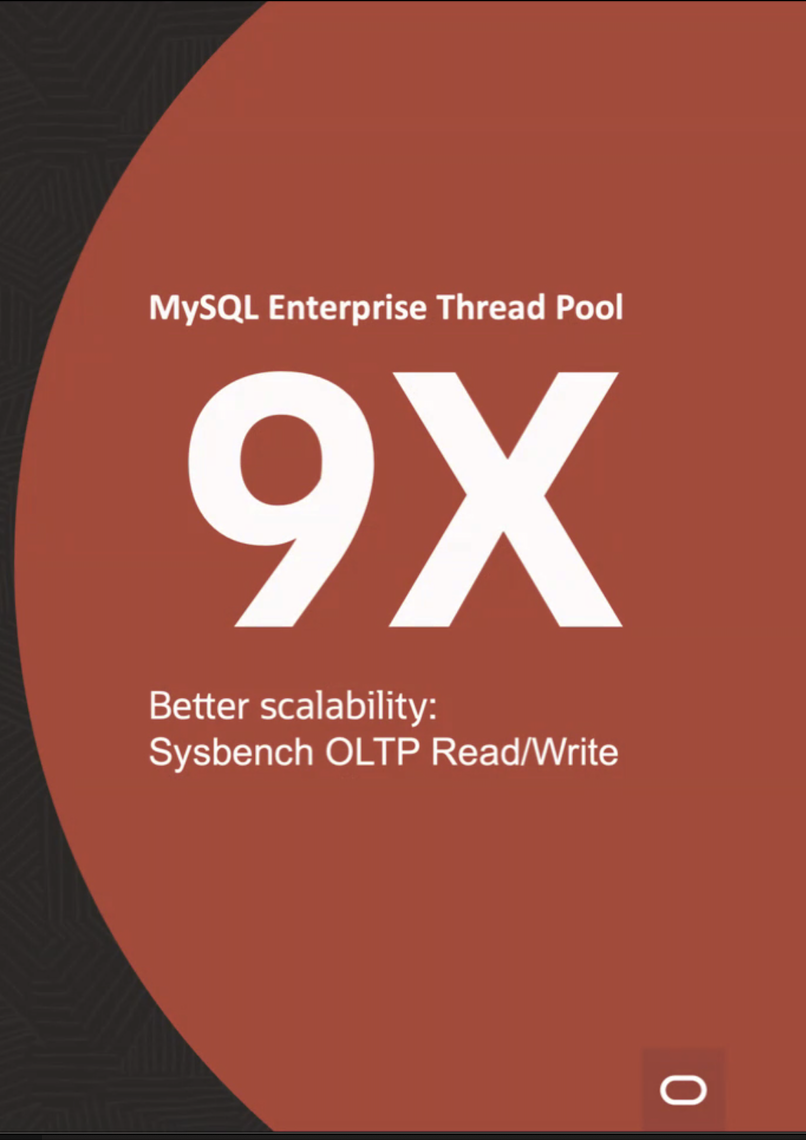 MySQL Enterprise Thread Pool
9X
Better scalability:
Sysbench OLTP Read/Write